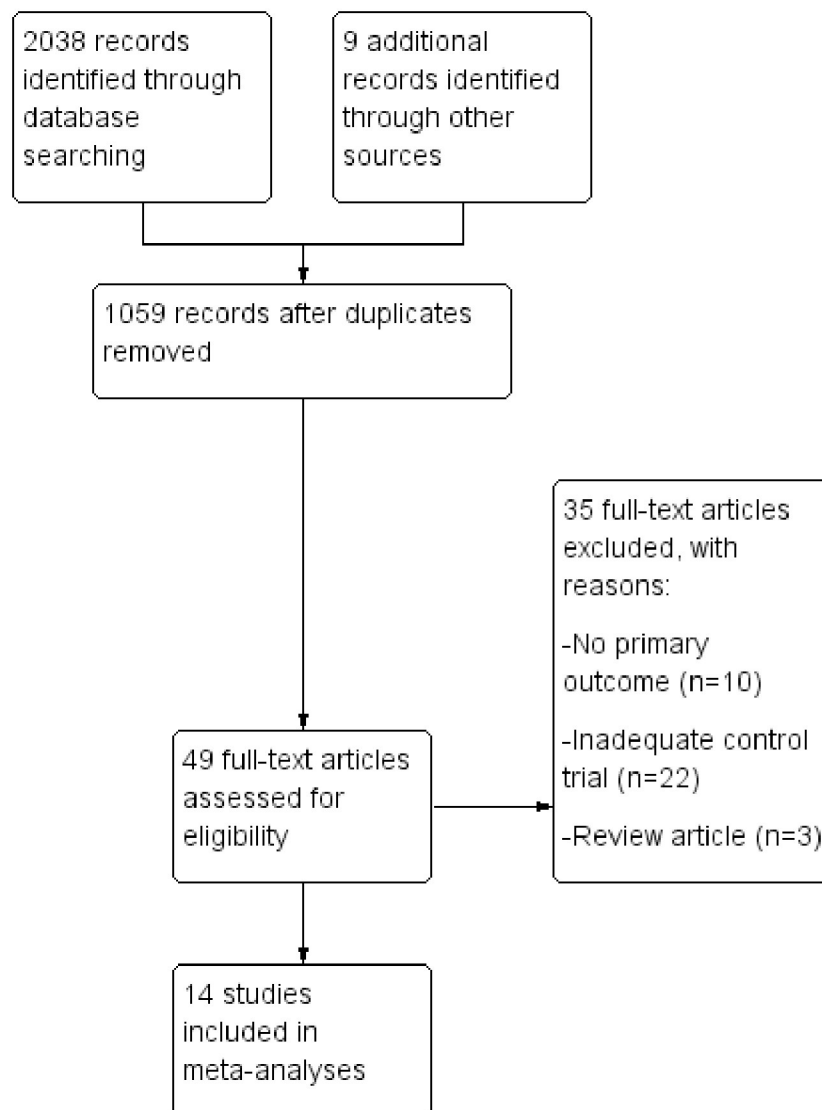 2038 records
identified through
database
searching
9 additional
records identified
through other
sources
1059 records after duplicates
removed
35 full-text articles
excluded, with
reasons:
-No primary
outcome (n=10)
-Inadequate control
trial (n=22)
-Review article (n=3)
49 full-text articles
assessed for
eligibility
14 studies
included in
meta-analyses